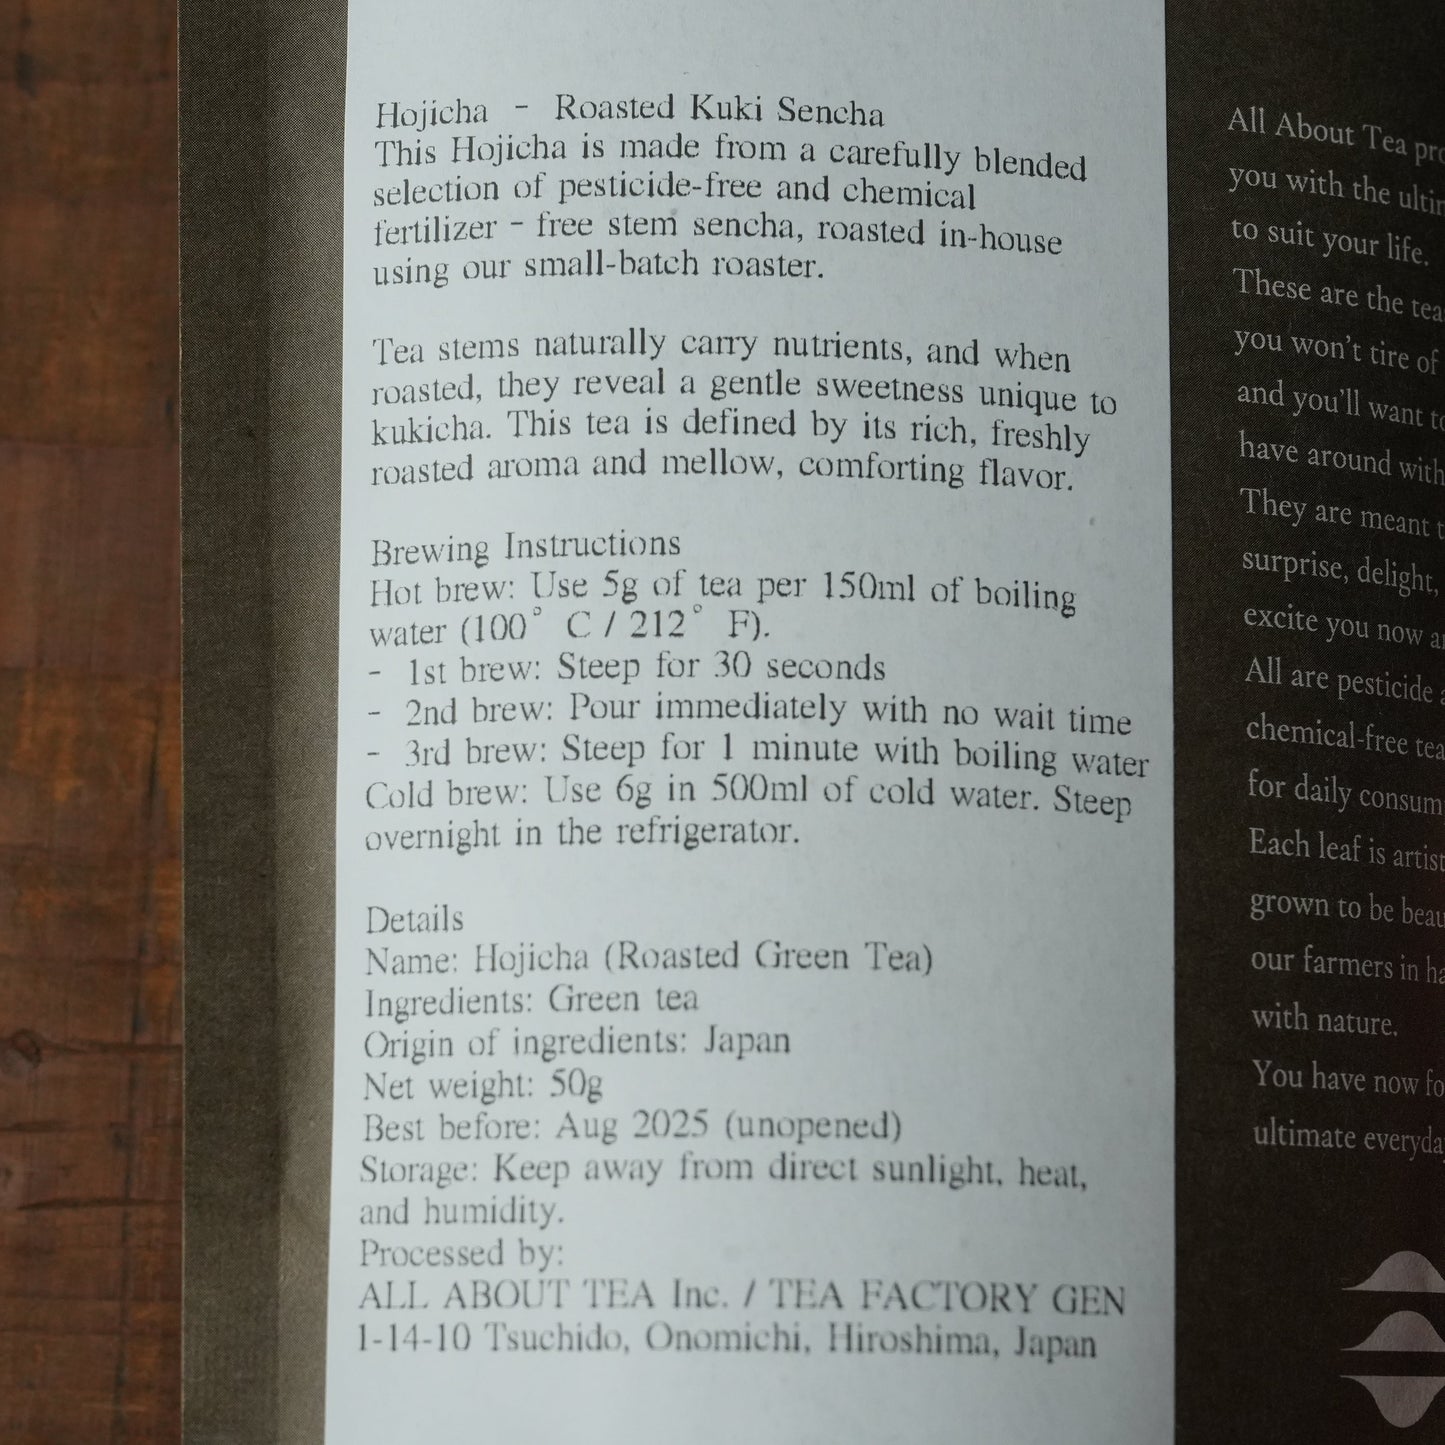 Hojicha - Roasted Kuki Sencha
This Hojicha is made from a carefully blended
selection of pesticide-free and chemical
fertilizer - free stem sencha, roasted in-house
using our small-batch roaster.
Tea stems naturally carry nutrients, and when
roasted, they reveal a gentle sweetness unique to
kukicha. This tea is defined by its rich, freshly
roasted aroma and mellow, comforting flavor.
Brewing Instructions
Hot brew: Use 5g of tea per 150ml of boiling
water (100° C / 212° F).
- 1st brew: Steep for 30 seconds
- 2nd brew: Pour immediately with no wait time
- 3rd brew: Steep for 1 minute with boiling water
Cold brew: Use 6g in 500ml of cold water. Steep
overnight in the refrigerator.
Details
Name: Hojicha (Roasted Green Tea)
Ingredients: Green tea
Origin of ingredients: Japan
Net weight: 50g
Best before: Aug 2025 (unopened)
Storage: Keep away from direct sunlight, heat,
and humidity.
Processed by:
ALL ABOUT TEA Inc. / TEA FACTORY GEN
1-14-10 Tsuchido, Onomichi, Hiroshima, Japan
All About Tea
you with the
to suit your life.
These are the
you won't tire of
and you'll want
have around
They are meant
surprise, delight,
excite you now
All are pesticide
chemical-free
for daily
Each leaf is
grown to be
our farmers in
with nature.
You have now
ultimate